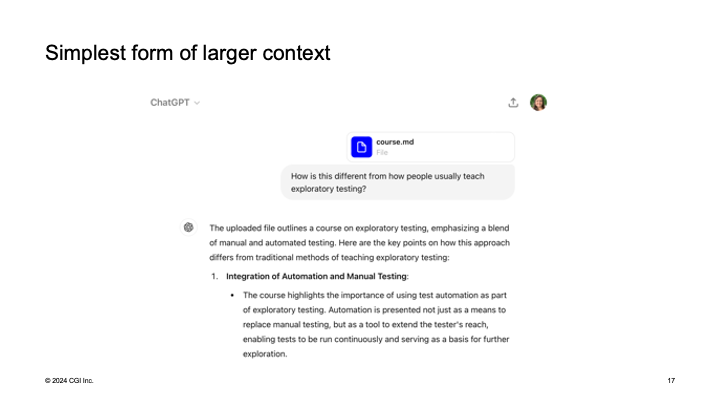 Simplest form of larger context
ChatGPT
course.md
File
How is this different from how people usually teach
exploratory testing?
The uploaded file outlines a course on exploratory testing, emphasizing a blend
of manual and automated testing. Here are the key points on how this approach
differs from traditional methods of teaching exploratory testing:
1. Integration of Automation and Manual Testing:
• The course highlights the importance of using test automation as part
of exploratory testing. Automation is presented not just as a means to
replace manual testing, but as a tool to extend the tester's reach,
enabling tests to be run continuously and serving as a basis for further
exploration.
© 2024 CGI Inc.
17